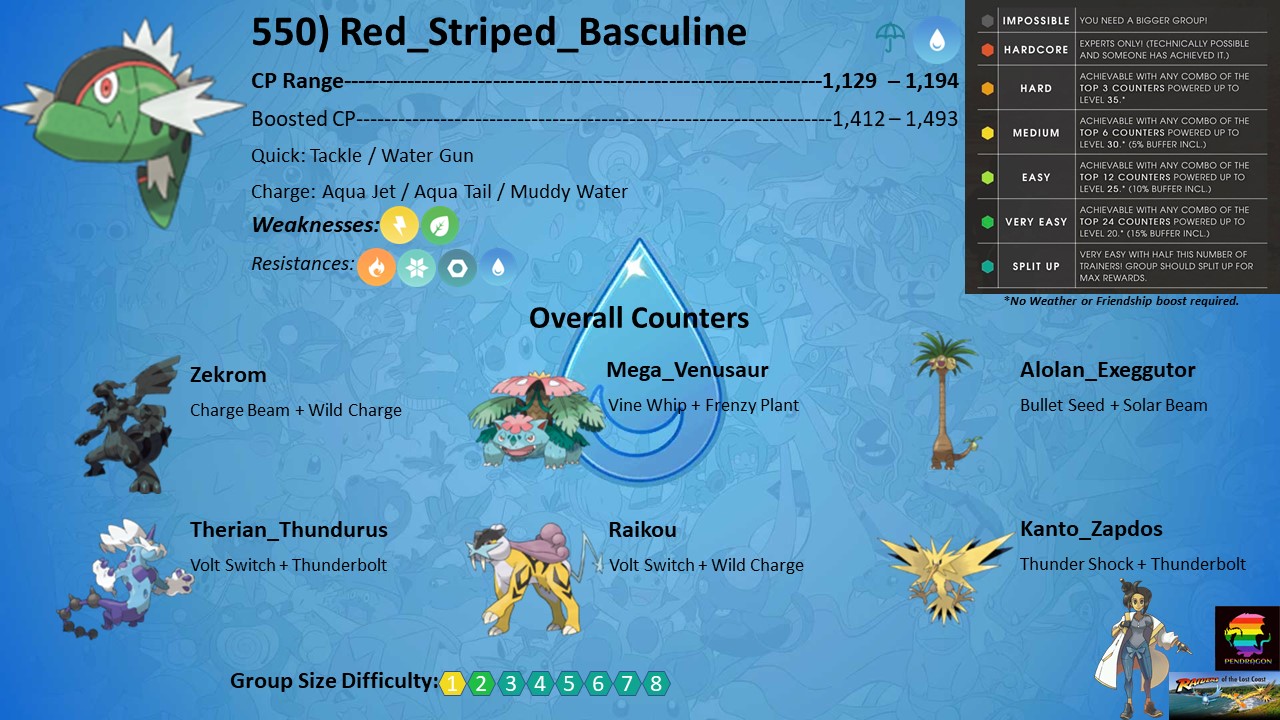 550) Red_Striped_Basculine
CP Range-----------------------------------------------------------------------1,129 – 1,194
Boosted CP-----------------------------------------------------------------------1,412 – 1,493
Quick: Tackle / Water Gun
Charge: Aqua Jet / Aqua Tail / Muddy Water
Weaknesses:
Resistances:
IMPOSSIBLE YOU NEED A BIGGER GROUP!
HARDCORE EXPERTS ONLY! (TECHNICALLY POSSIBLE
AND SOMEONE HAS ACHIEVED IT.)
HARD ACHIEVABLE WITH ANY COMBO OF THE
TOP 3 COUNTERS POWERED UP TO
LEVEL 35.*
MEDIUM ACHIEVABLE WITH ANY COMBO OF THE
TOP 6 COUNTERS POWERED UP TO
LEVEL 30.* (5% BUFFER INCL.)
EASY ACHIEVABLE WITH ANY COMBO OF THE
TOP 12 COUNTERS POWERED UP TO
LEVEL 25.* (10% BUFFER INCL.)
VERY EASY ACHIEVABLE WITH ANY COMBO OF THE
TOP 24 COUNTERS POWERED UP TO
LEVEL 20.* (15% BUFFER INCL.)
SPLIT UP VERY EASY WITH HALF THIS NUMBER OF
TRAINERS! GROUP SHOULD SPLIT UP FOR
MAX REWARDS.
*No Weather or Friendship boost required.
Overall Counters
Zekrom
Charge Beam + Wild Charge
Mega_Venusaur
Vine Whip + Frenzy Plant
Alolan_Exeggutor
Bullet Seed + Solar Beam
Therian_Thundurus
Volt Switch + Thunderbolt
Raikou
Volt Switch + Wild Charge
Kanto_Zapdos
Thunder Shock + Thunderbolt
Group Size Difficulty: 1 2 3 4 5 6 7 8
PENDRAGON
RAIDERS of the Lost Coast